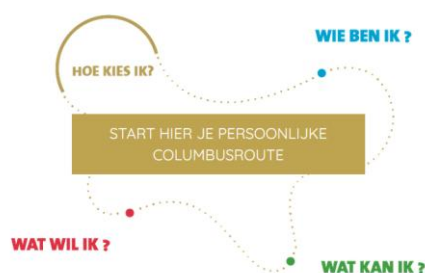 WIE BEN IK ?
HOE KIES IK?
START HIER JE PERSOONLIJKE
COLUMBUSROUTE
WAT WIL IK ?
WAT KAN IK ?